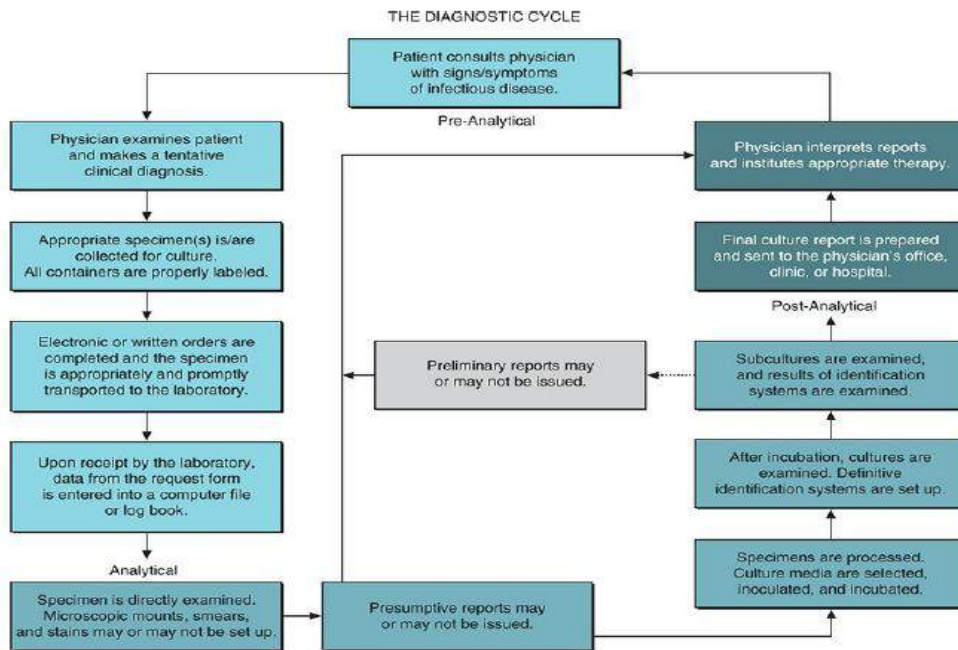 THE DIAGNOSTIC CYCLE
Patient consults physician
with signs/symptoms
of infectious disease.
Pre-Analytical
Physician examines patient
and makes a tentative
clinical diagnosis.
Appropriate specimen(s) is/are
collected for culture.
All containers are properly labeled.
Electronic or written orders are
completed and the specimen
is appropriately and promptly
transported to the laboratory.
Upon receipt by the laboratory,
data from the request form
is entered into a computer file
or log book.
Analytical
Specimen is directly examined.
Microscopic mounts, smears,
and stains may or may not be set up.
Presumptive reports may
or may not be issued.
Specimens are processed.
Culture media are selected,
inoculated, and incubated.
After incubation, cultures are
examined. Definitive
identification systems are set up.
Subcultures are examined,
and results of identification
systems are examined.
Preliminary reports may
or may not be issued.
Post-Analytical
Final culture report is prepared
and sent to the physician's office,
clinic, or hospital.
Physician interprets reports
and institutes appropriate therapy.